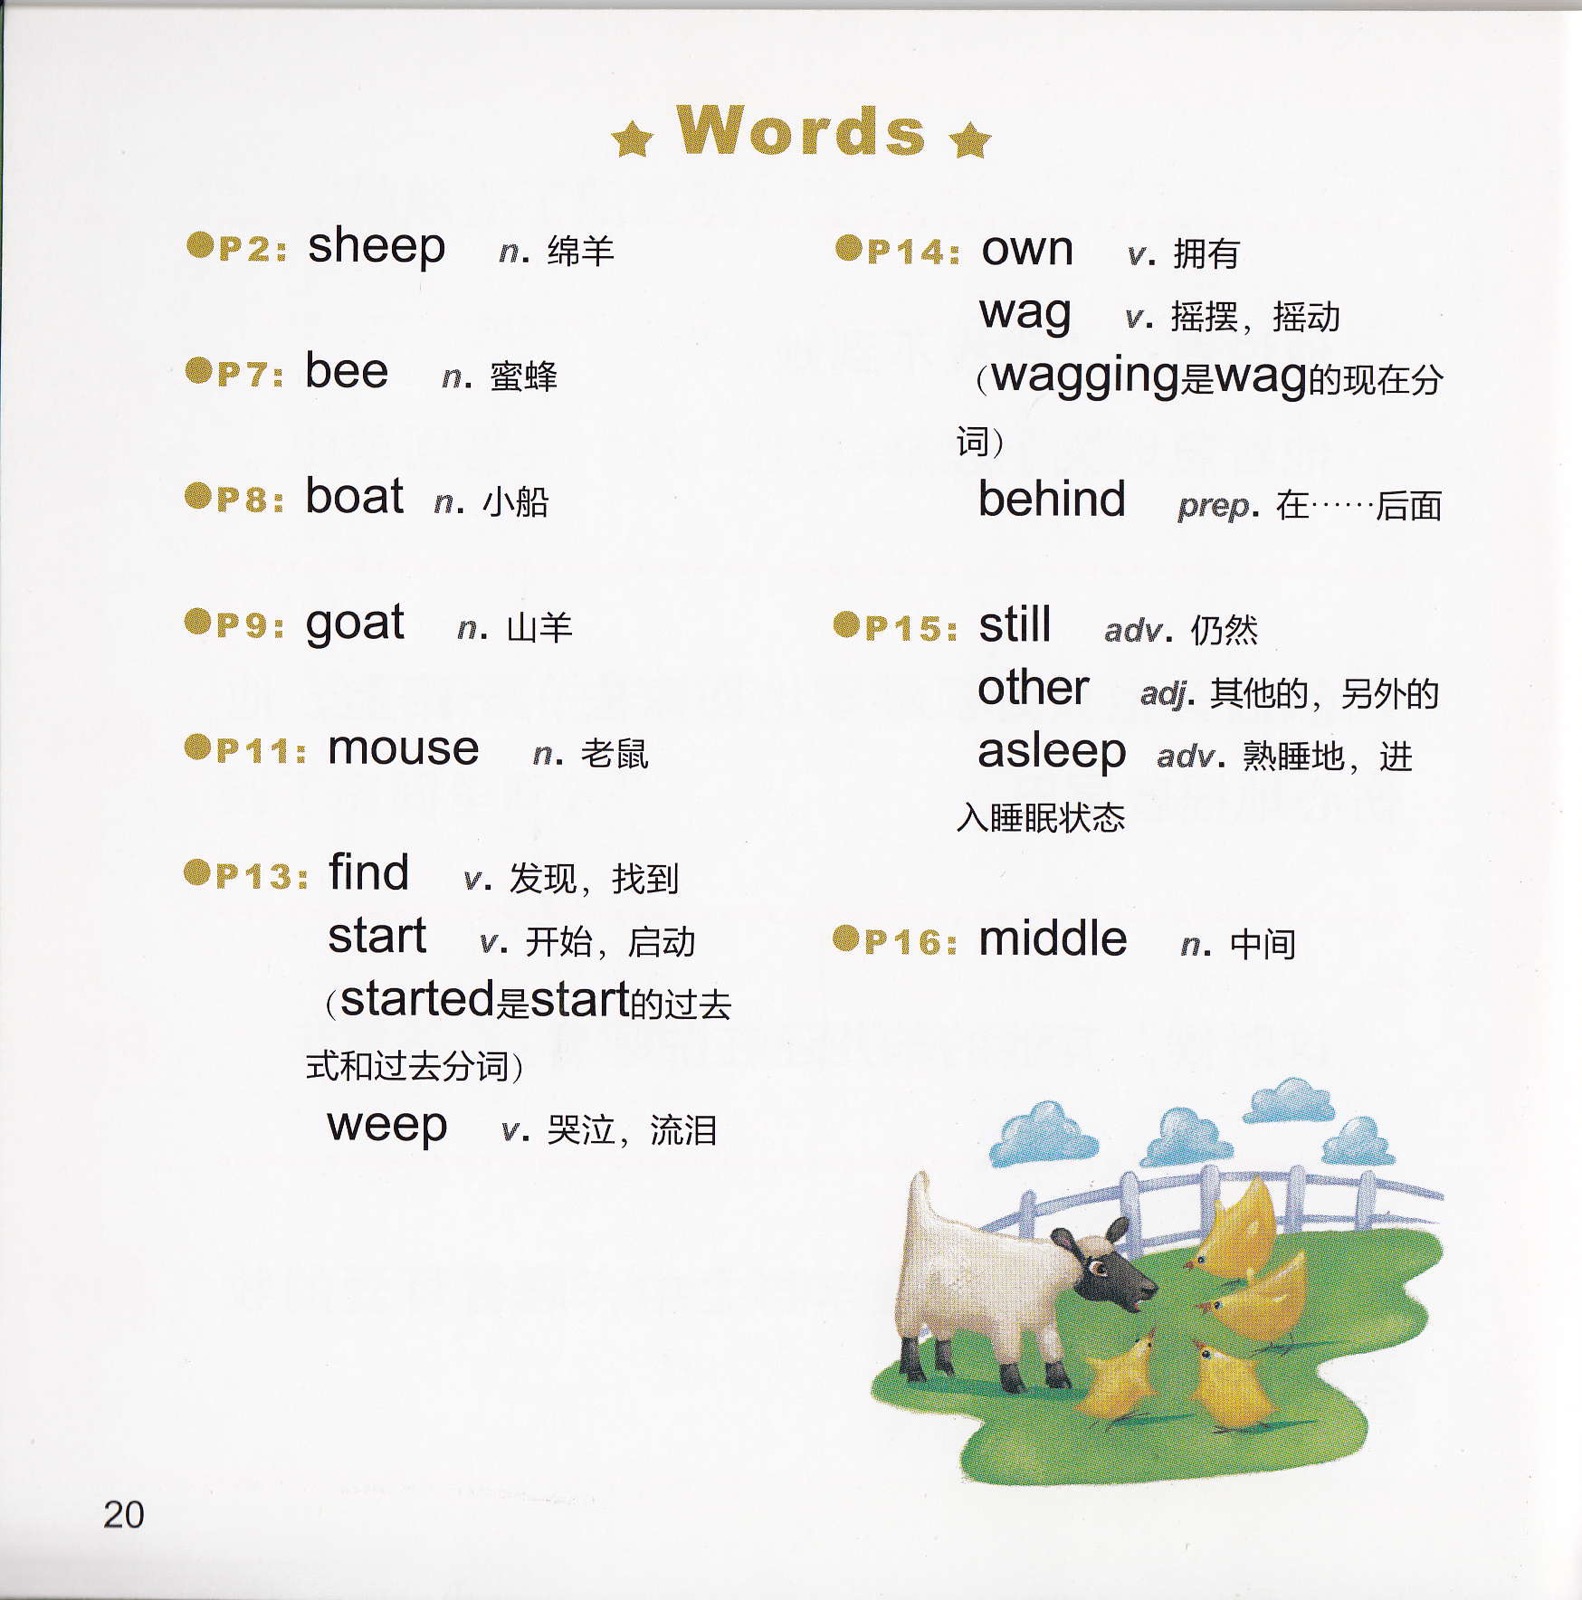 ★ Words ★
●P2: sheep n. 绵羊
●P7: bee n. 蜜蜂
●P8: boat n. 小船
●P9: goat n. 山羊
●P11: mouse n. 老鼠
●P13: find v. 发现，找到
start v. 开始，启动
（started是start的过去
式和过去分词）
weep v. 哭泣，流泪
●P14: own v. 拥有
wag v. 摇摆，摇动
（wagging是wag的现在分
词）
behind prep. 在……后面
●P15: still adv. 仍然
other adj. 其他的，另外的
asleep adv. 熟睡地，进
入睡眠状态
●P16: middle n. 中间
20